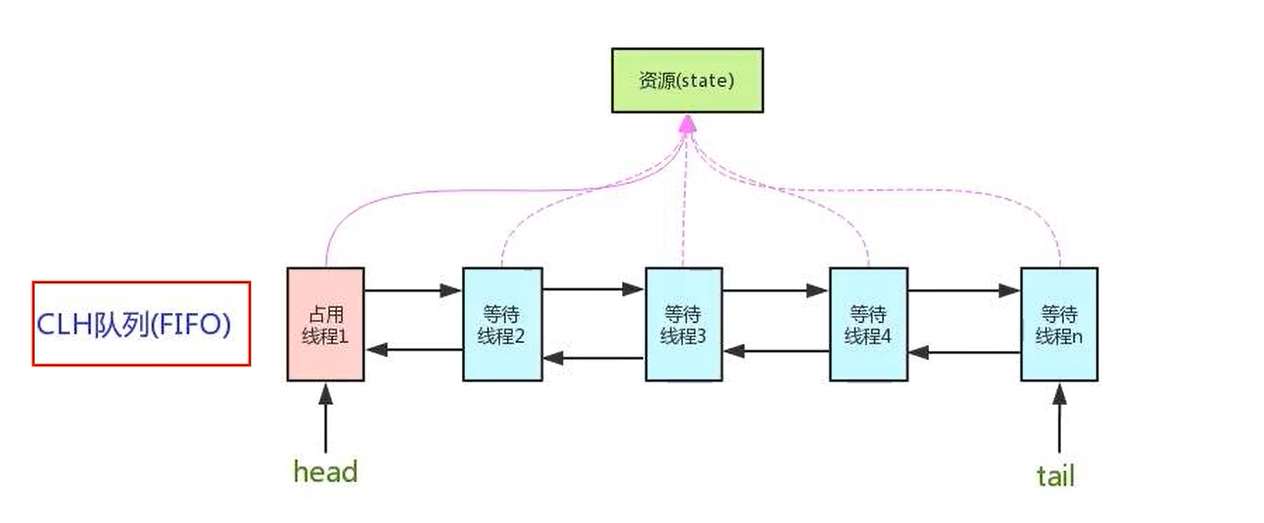 资源(state)
CLH队列(FIFO)
占用
线程1
等待
线程2
等待
线程3
等待
线程4
等待
线程n
head
tail